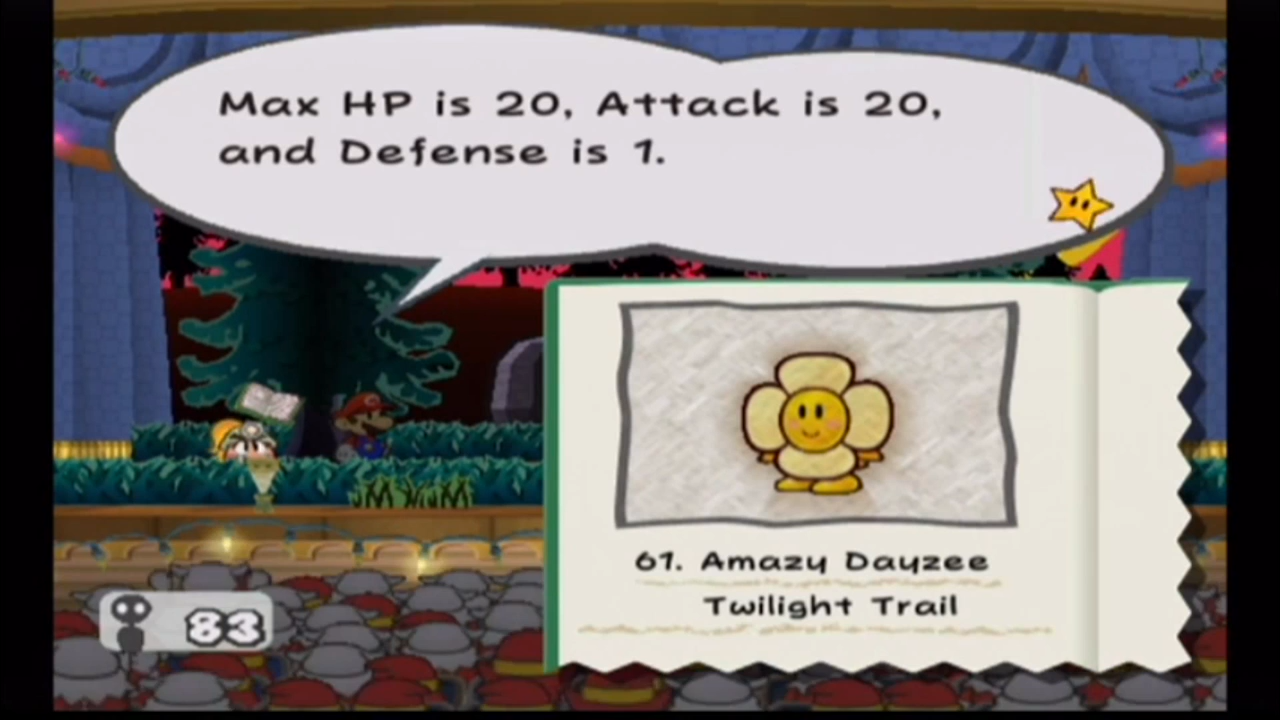 Max HP is 20, Attack is 20,
and Defense is 1.
61. Amazy Dayzee
Twilight Trail
83